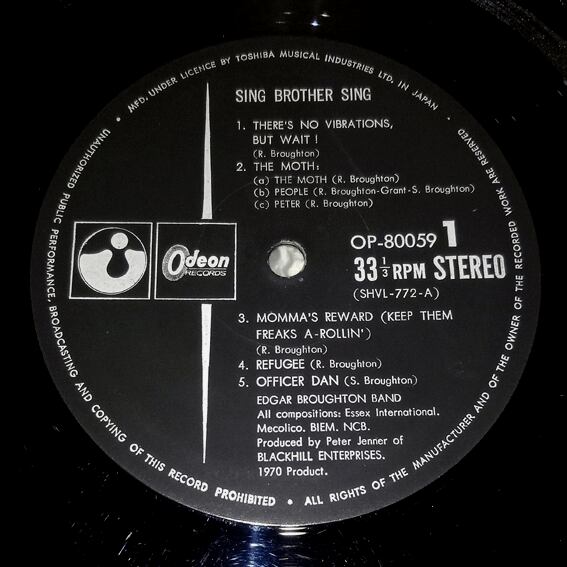 MFD. UNDER LICENCE BY TOSHIBA MUSICAL INDUSTRIES LTD. IN JAPAN
SING BROTHER SING
1. THERE'S NO VIBRATIONS,
BUT WAIT !
(R. Broughton)
2. THE MOTH:
(a) THE MOTH (R. Broughton)
(b) PEOPLE (R. Broughton-Grant-S. Broughton)
(c) PETER (R. Broughton)
Odeon
RECORDS
OP-80059 1
33 1/3 RPM STEREO
(SHVL-772-A)
3. MOMMA'S REWARD (KEEP THEM
FREAKS A-ROLLIN')
(R. Broughton)
4. REFUGEE (R. Broughton)
5. OFFICER DAN (S. Broughton)
EDGAR BROUGHTON BAND
All compositions: Essex International.
Mecolico. BIEM. NCB.
Produced by Peter Jenner of
BLACKHILL ENTERPRISES.
1970 Product.
UNAUTHORIZED PUBLIC PERFORMANCE, BROADCASTING AND COPYING OF THIS RECORD PROHIBITED • ALL RIGHTS OF THE MANUFACTURER AND OF THE OWNER OF THE RECORDED WORK ARE RESERVED